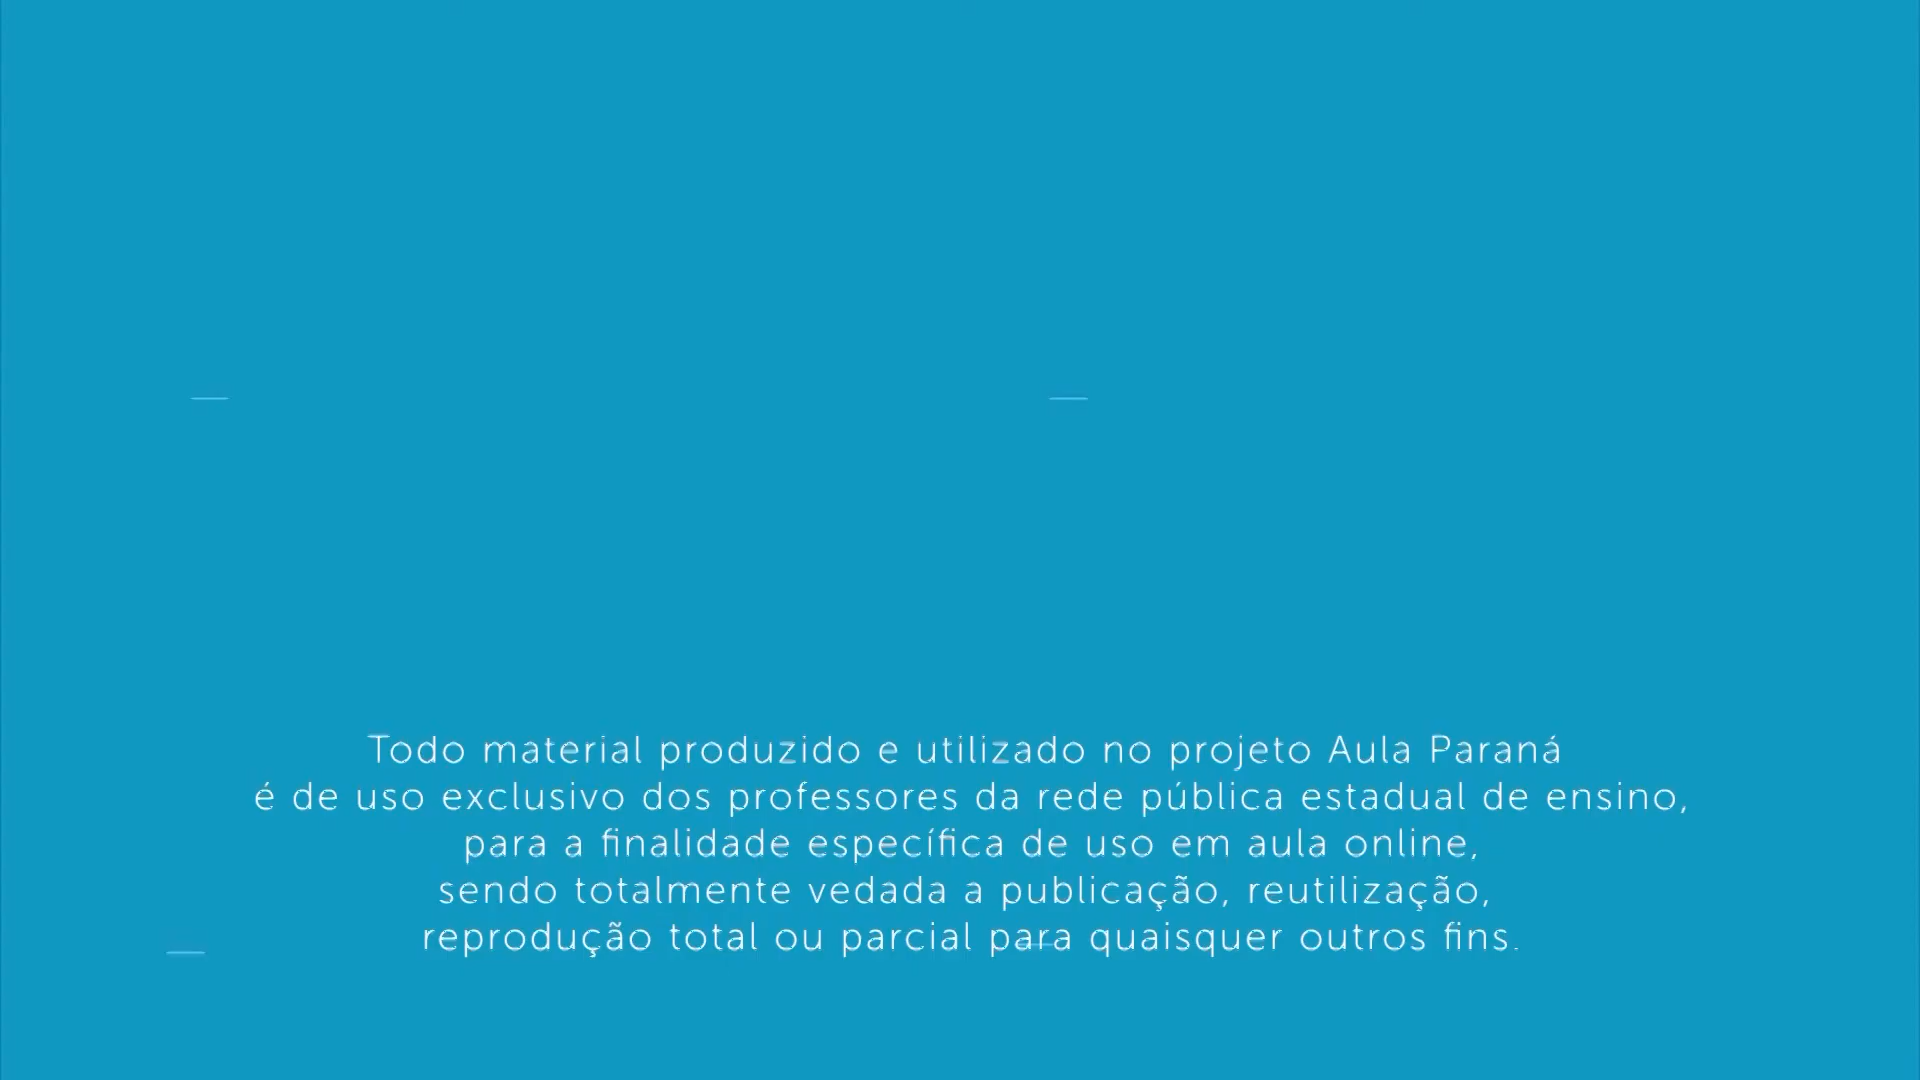 Todo material produzido e utilizado no projeto Aula Paraná
é de uso exclusivo dos professores da rede pública estadual de ensino,
para a finalidade específica de uso em aula online,
sendo totalmente vedada a publicação, reutilização,
reprodução total ou parcial para quaisquer outros fins.